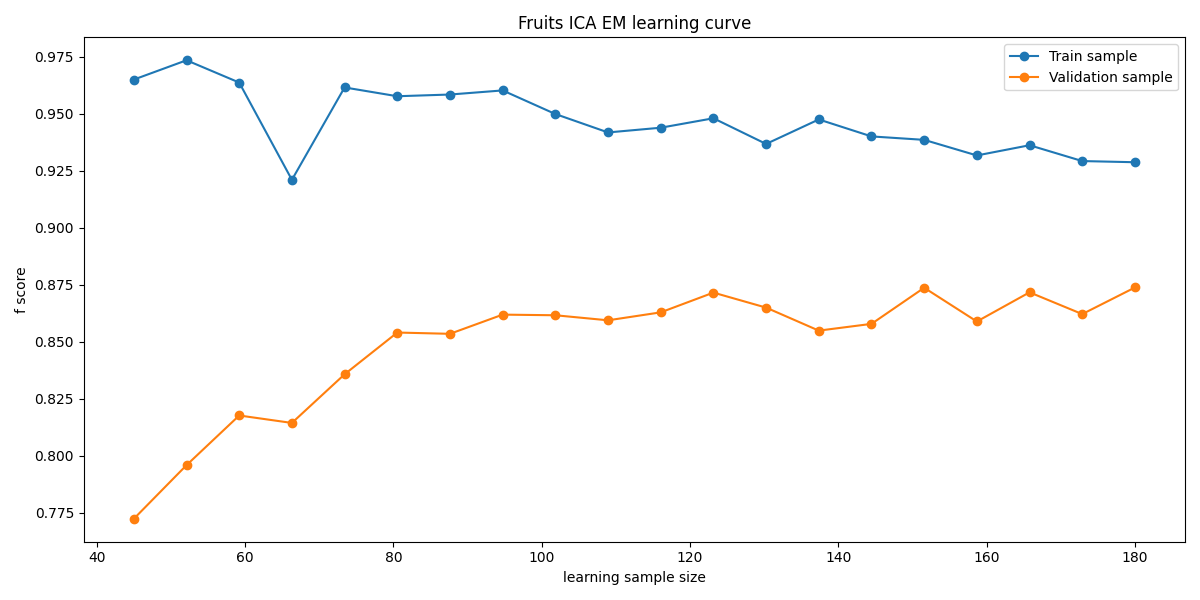 Fruits ICA EM learning curve
Train sample
Validation sample
f score
0.975
0.950
0.925
0.900
0.875
0.850
0.825
0.800
0.775
40 60 80 100 120 140 160 180
learning sample size